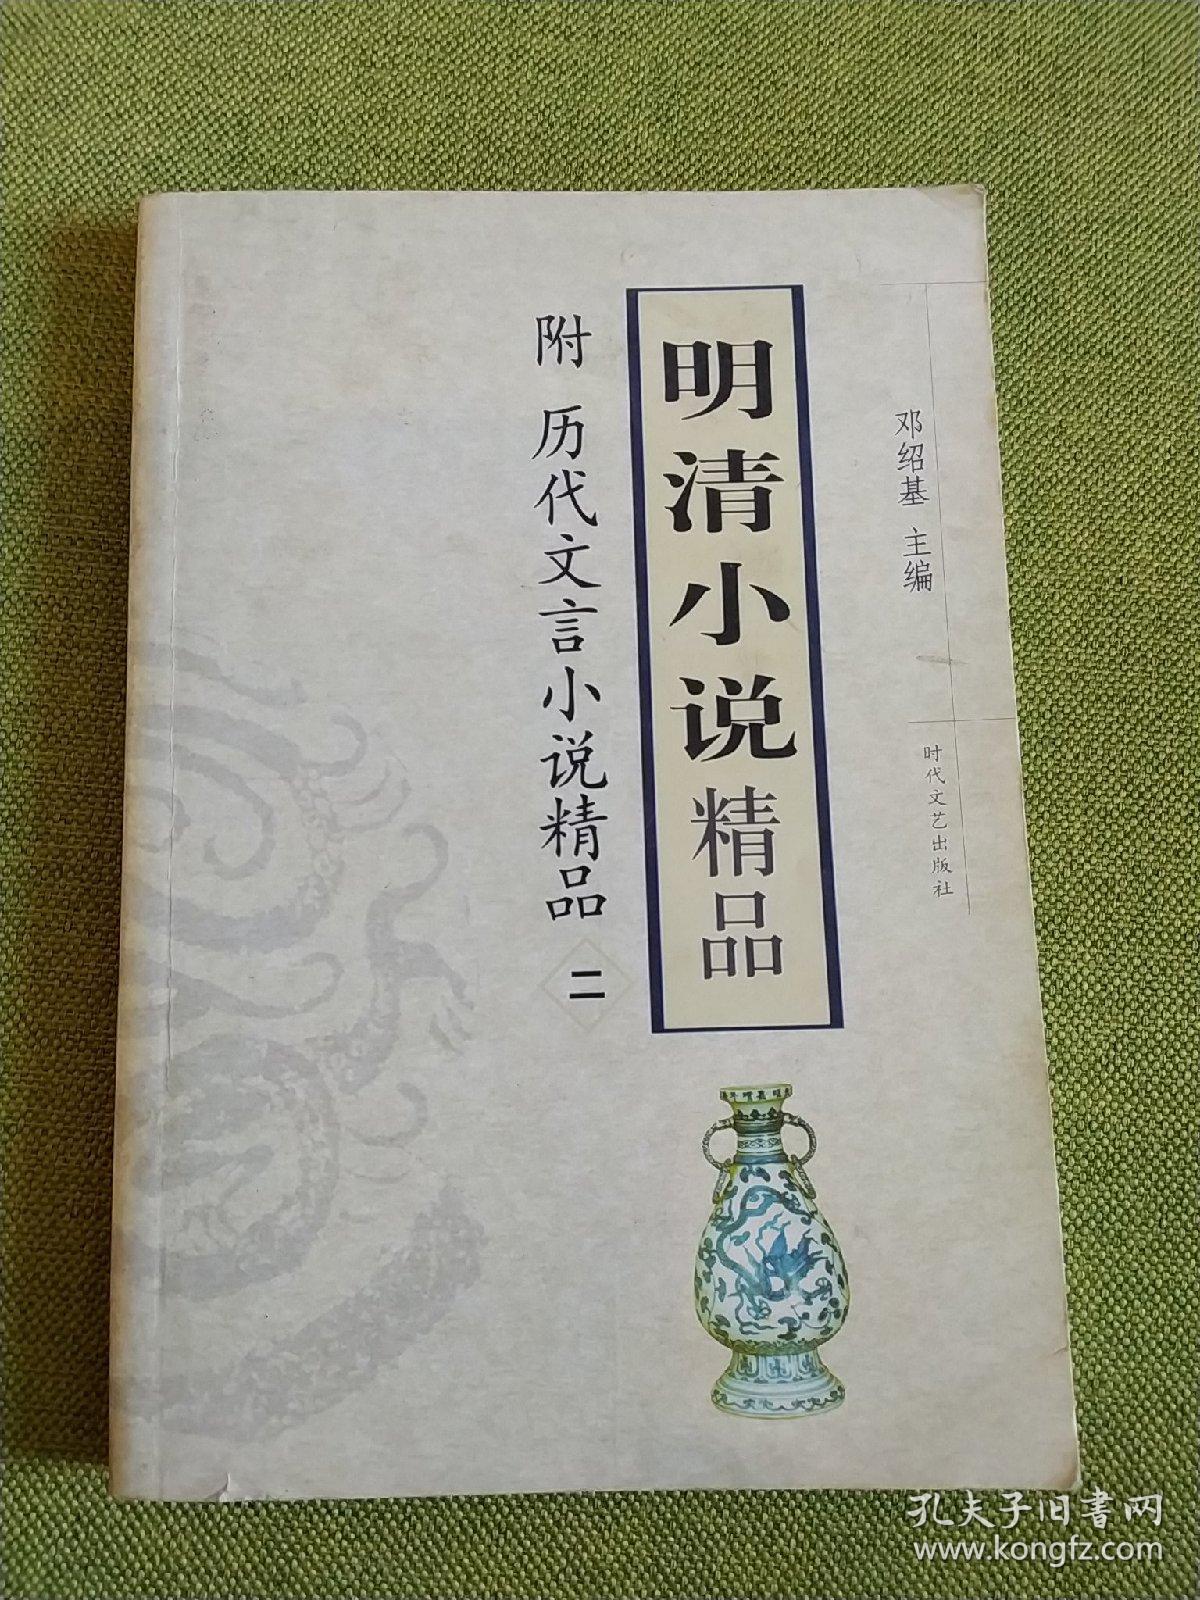 邓绍基 主编
时代文艺出版社
明清小说精品
附 历代文言小说精品 二
孔夫子旧書网
www.kongfz.com